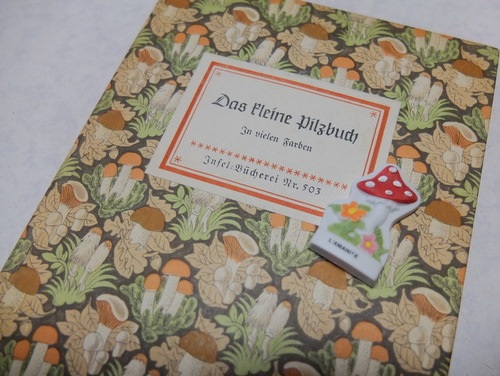 Das kleine Pilzbuch
In vielen Farben
Insel-Bücherei Nr. 503
L'AMANITE